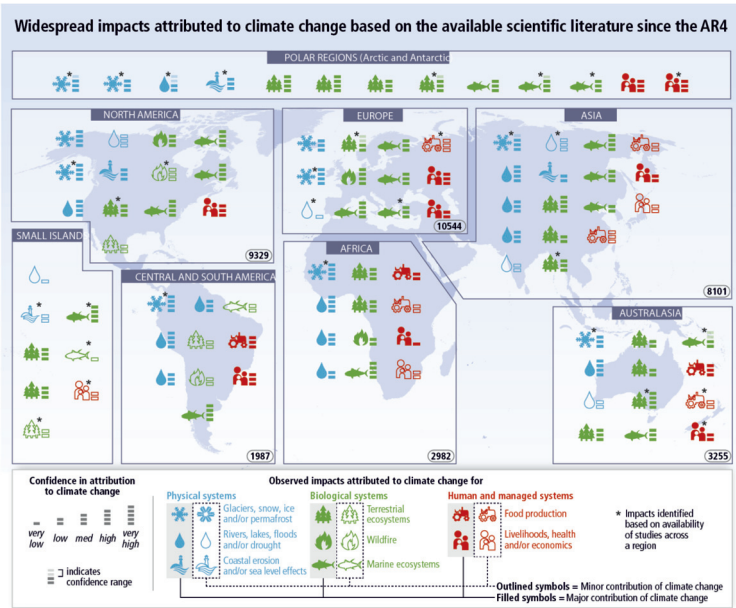 Widespread impacts attributed to climate change based on the available scientific literature since the AR4
POLAR REGIONS (Arctic and Antarctic
NORTH AMERICA
EUROPE
ASIA
9329
10544
8101
SMALL ISLAND
CENTRAL AND SOUTH AMERICA
AFRICA
AUSTRALASIA
1987
2982
3255
Confidence in attribution
to climate change
very low
low
med
high
very high
indicates
confidence range
Observed impacts attributed to climate change for
Physical systems
Glaciers, snow, ice
and/or permafrost
Rivers, lakes, floods
and/or drought
Coastal erosion
and/or sea level effects
Biological systems
Terrestrial
ecosystems
Wildfire
Marine ecosystems
Human and managed systems
Food production
Livelihoods, health
and/or economics
* Impacts identified
based on availability
of studies across
a region
Outlined symbols = Minor contribution of climate change
Filled symbols = Major contribution of climate change